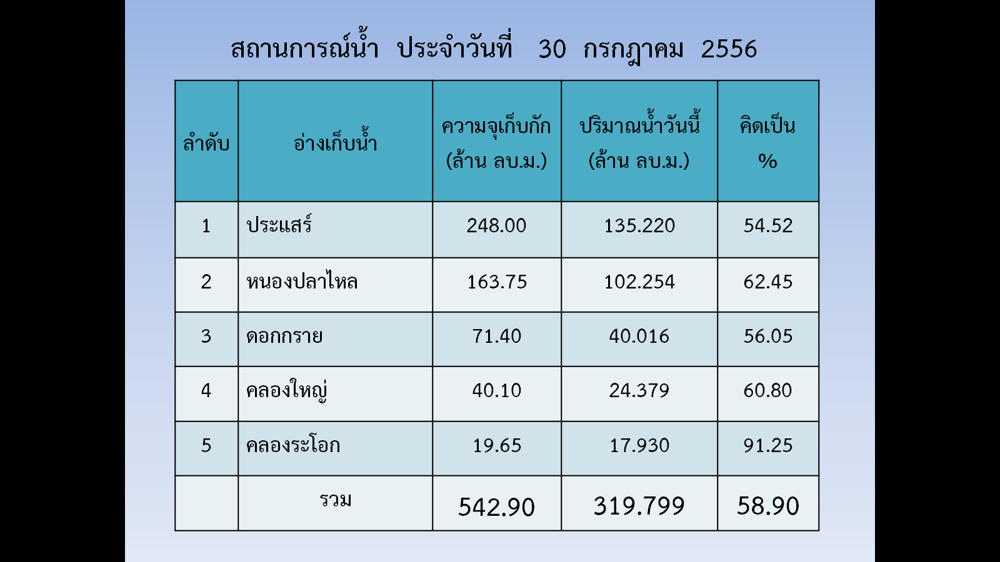 สถานการณ์น้ำ ประจำวันที่ 30 กรกฎาคม 2556
ลำดับ อ่างเก็บน้ำ ความจุเก็บกัก (ล้าน ลบ.ม.) ปริมาณน้ำวันนี้ (ล้าน ลบ.ม.) คิดเป็น %
1 ประแสร์ 248.00 135.220 54.52
2 หนองปลาไหล 163.75 102.254 62.45
3 ดอกกราย 71.40 40.016 56.05
4 คลองใหญ่ 40.10 24.379 60.80
5 คลองระโอก 19.65 17.930 91.25
รวม 542.90 319.799 58.90